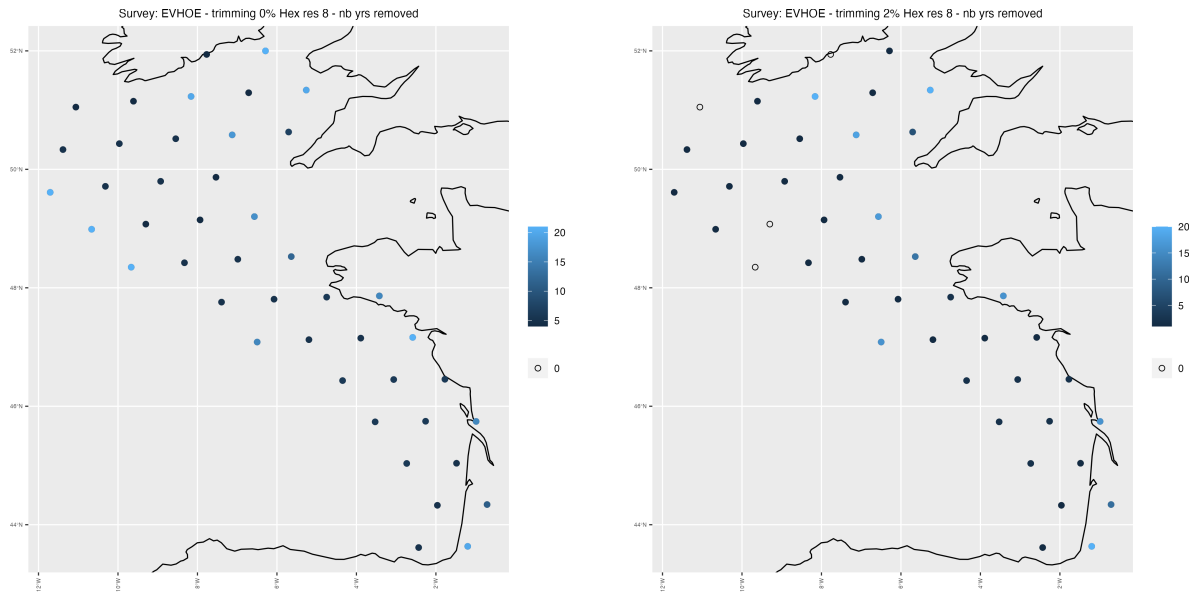 Survey: EVHOE - trimming 0% Hex res 8 - nb yrs removed
Survey: EVHOE - trimming 2% Hex res 8 - nb yrs removed
52°N
50°N
48°N
46°N
44°N
12°W
10°W
8°W
6°W
4°W
2°W
20
15
10
5
0
52°N
50°N
48°N
46°N
44°N
12°W
10°W
8°W
6°W
4°W
2°W
20
15
10
5
0